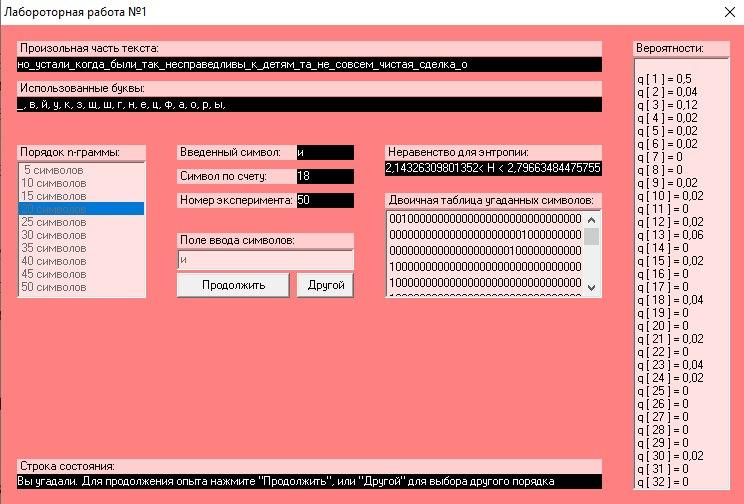 Лабороторная работа №1
Произольная часть текста:
но_устали_когда_были_так_несправедливы_к_детям_та_не_совсем_чистая_сделка_о
Использованные буквы:
_, в, й, у, к, з, щ, ш, г, н, е, ц, ф, а, о, р, ы,
Порядок n-граммы:
5 символов
10 символов
15 символов
20 символов
25 символов
30 символов
35 символов
40 символов
45 символов
50 символов
Введенный символ: и
Символ по счету: 18
Номер эксперимента: 50
Поле ввода символов:
и
Продолжить
Другой
Неравенство для энтропии:
2,14326309801352< H < 2,79663484475755
Двоичная таблица угаданных символов:
Вероятности:
q [ 1 ] = 0,5
q [ 2 ] = 0,04
q [ 3 ] = 0,12
q [ 4 ] = 0,02
q [ 5 ] = 0,02
q [ 6 ] = 0,02
q [ 7 ] = 0
q [ 8 ] = 0
q [ 9 ] = 0,02
q [ 10 ] = 0,02
q [ 11 ] = 0
q [ 12 ] = 0,02
q [ 13 ] = 0,06
q [ 14 ] = 0
q [ 15 ] = 0,02
q [ 16 ] = 0
q [ 17 ] = 0
q [ 18 ] = 0,04
q [ 19 ] = 0
q [ 20 ] = 0
q [ 21 ] = 0,02
q [ 22 ] = 0
q [ 23 ] = 0,04
q [ 24 ] = 0,02
q [ 25 ] = 0
q [ 26 ] = 0
q [ 27 ] = 0
q [ 28 ] = 0
q [ 29 ] = 0
q [ 30 ] = 0,02
q [ 31 ] = 0
q [ 32 ] = 0
Строка состояния:
Вы угадали. Для продолжения опыта нажмите "Продолжить", или "Другой" для выбора другого порядка